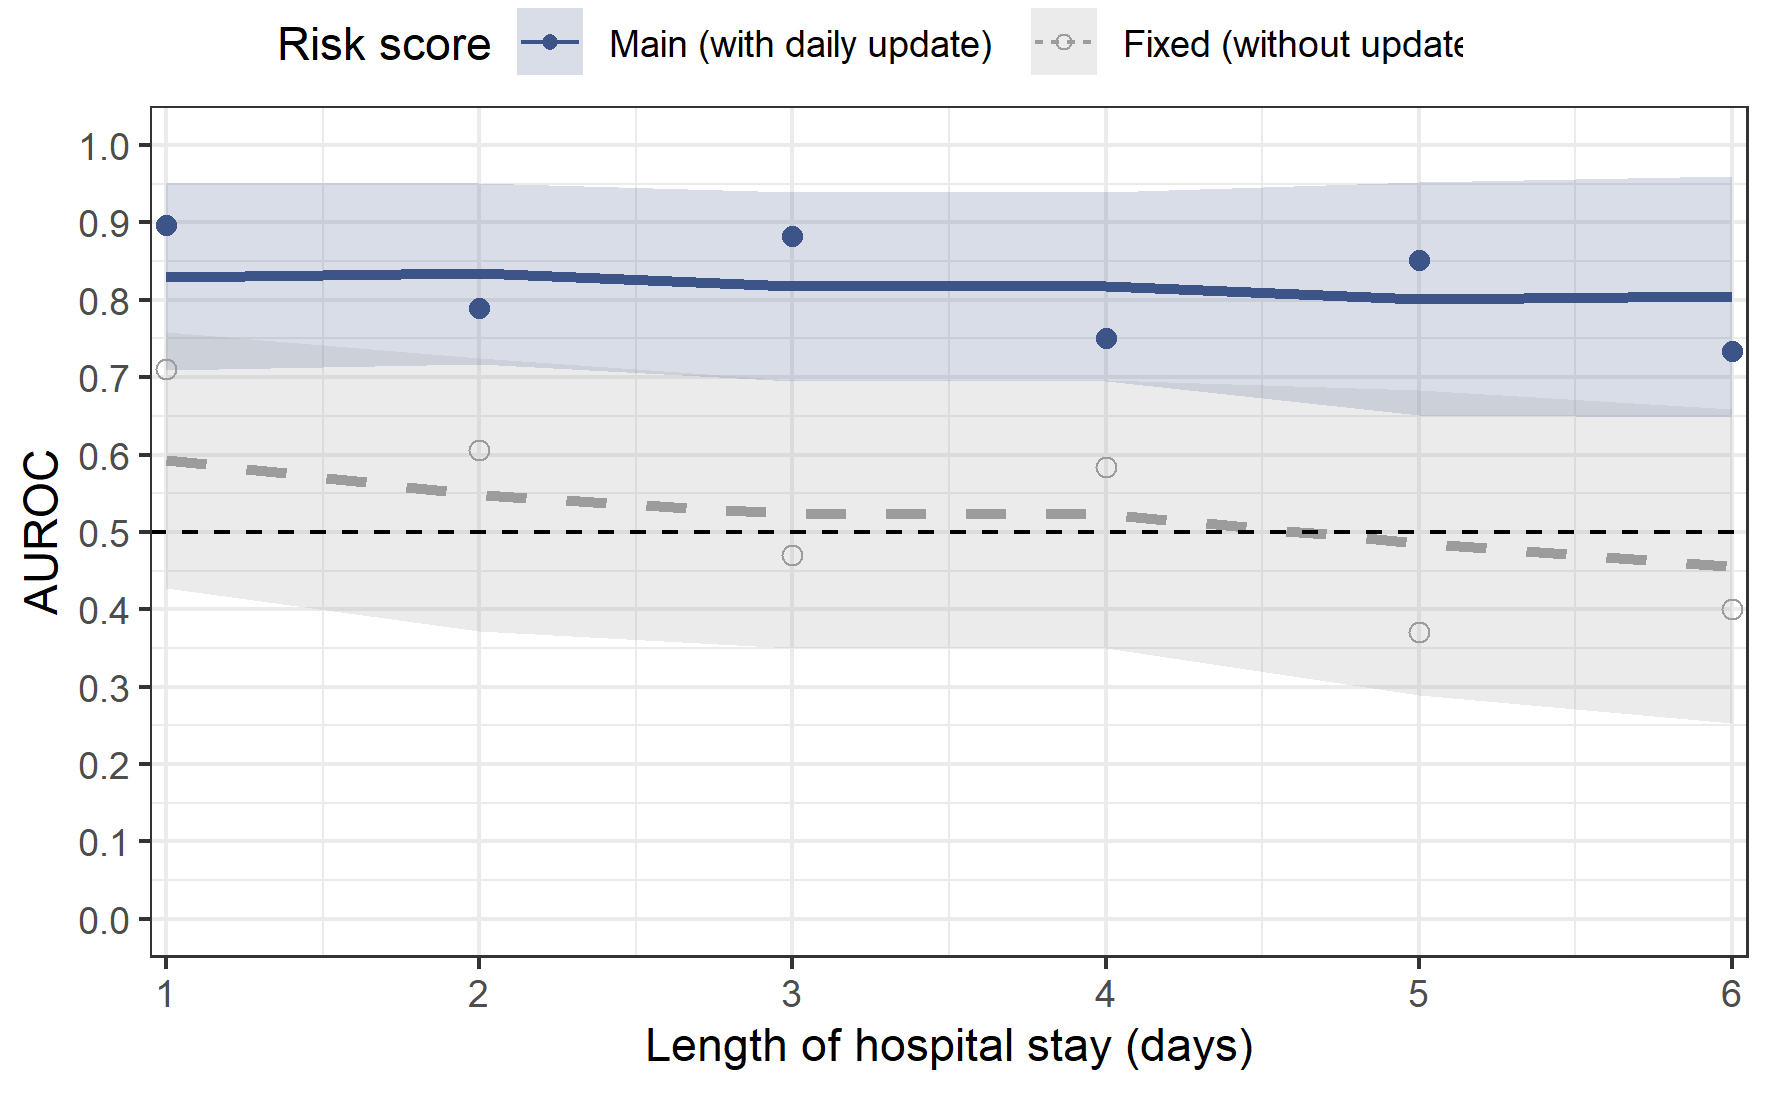 Risk score Main (with daily update) Fixed (without update
1.0
0.9
0.8
0.7
0.6
0.5
0.4
0.3
0.2
0.1
0.0
AUROC
1 2 3 4 5 6
Length of hospital stay (days)